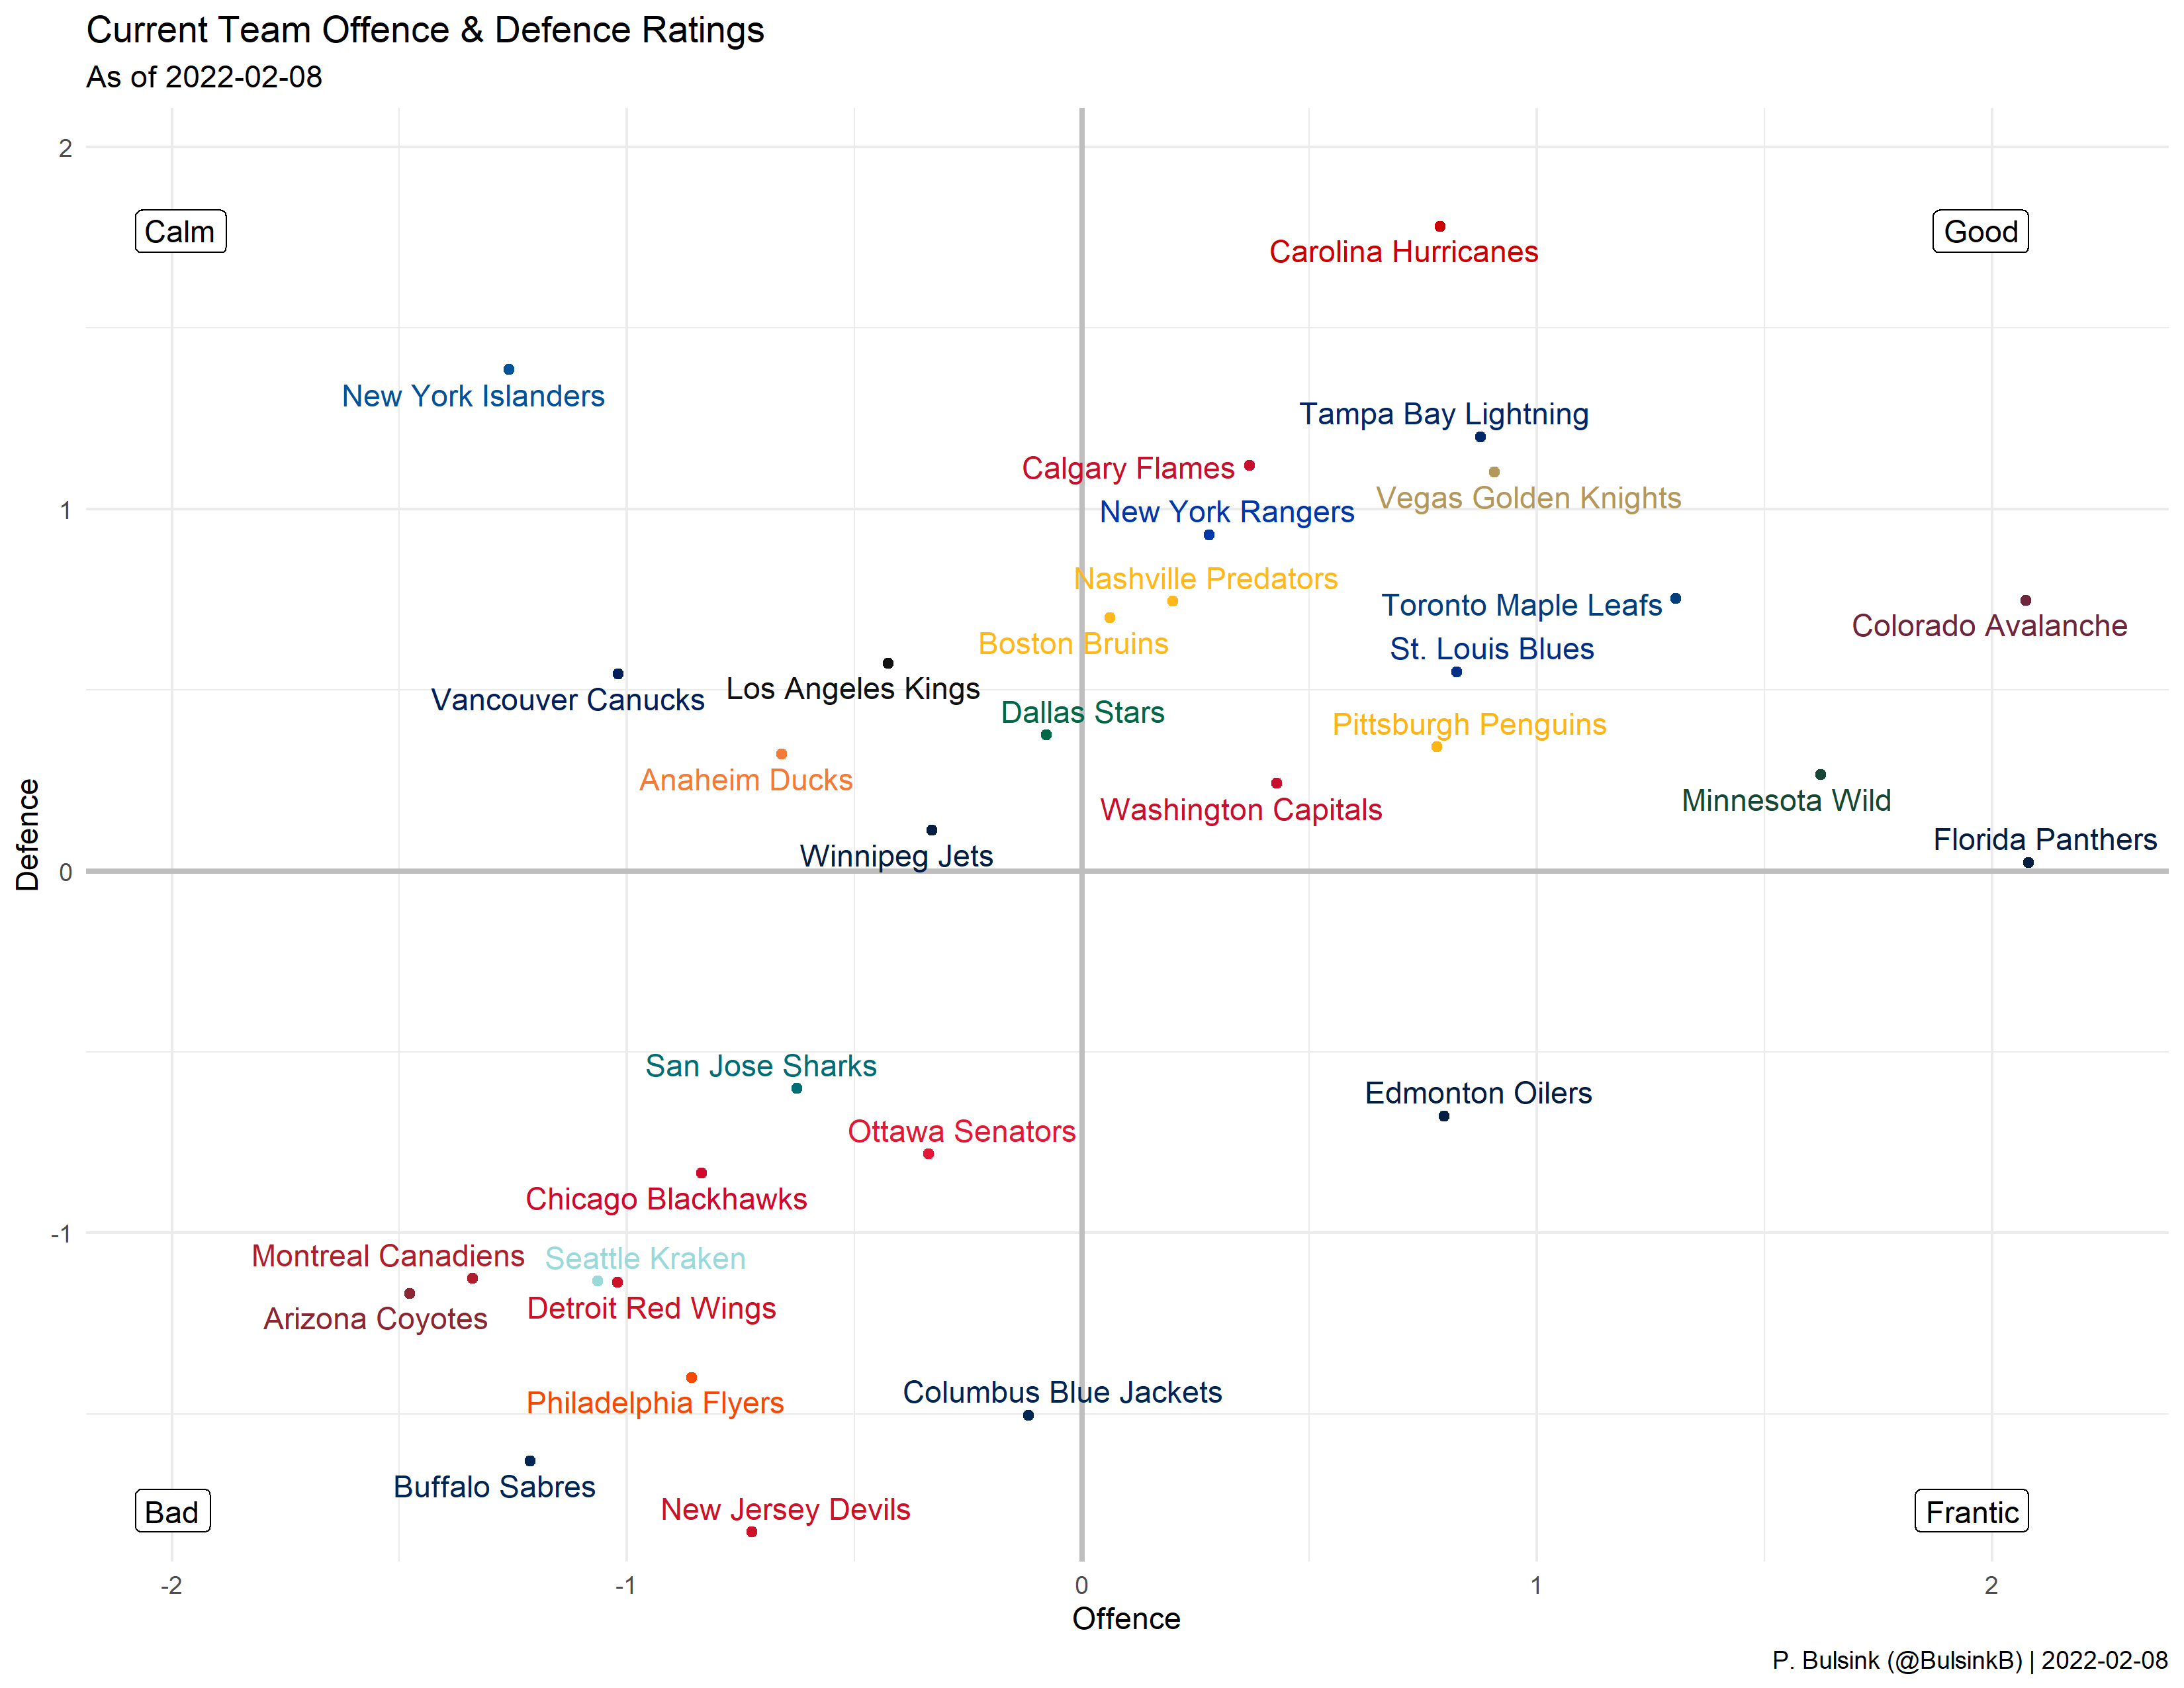 Current Team Offence & Defence Ratings
As of 2022-02-08
2
Calm
Good
Carolina Hurricanes
New York Islanders
Tampa Bay Lightning
Calgary Flames
Vegas Golden Knights
1
New York Rangers
Nashville Predators
Toronto Maple Leafs
Colorado Avalanche
Boston Bruins
St. Louis Blues
Vancouver Canucks
Los Angeles Kings
Dallas Stars
Pittsburgh Penguins
Anaheim Ducks
Washington Capitals
Minnesota Wild
Defence
Winnipeg Jets
Florida Panthers
0
San Jose Sharks
Edmonton Oilers
Ottawa Senators
Chicago Blackhawks
-1
Montreal Canadiens
Seattle Kraken
Arizona Coyotes
Detroit Red Wings
Philadelphia Flyers
Columbus Blue Jackets
Buffalo Sabres
New Jersey Devils
Bad
Frantic
-2
-1
0
1
2
Offence
P. Bulsink (@BulsinkB) | 2022-02-08